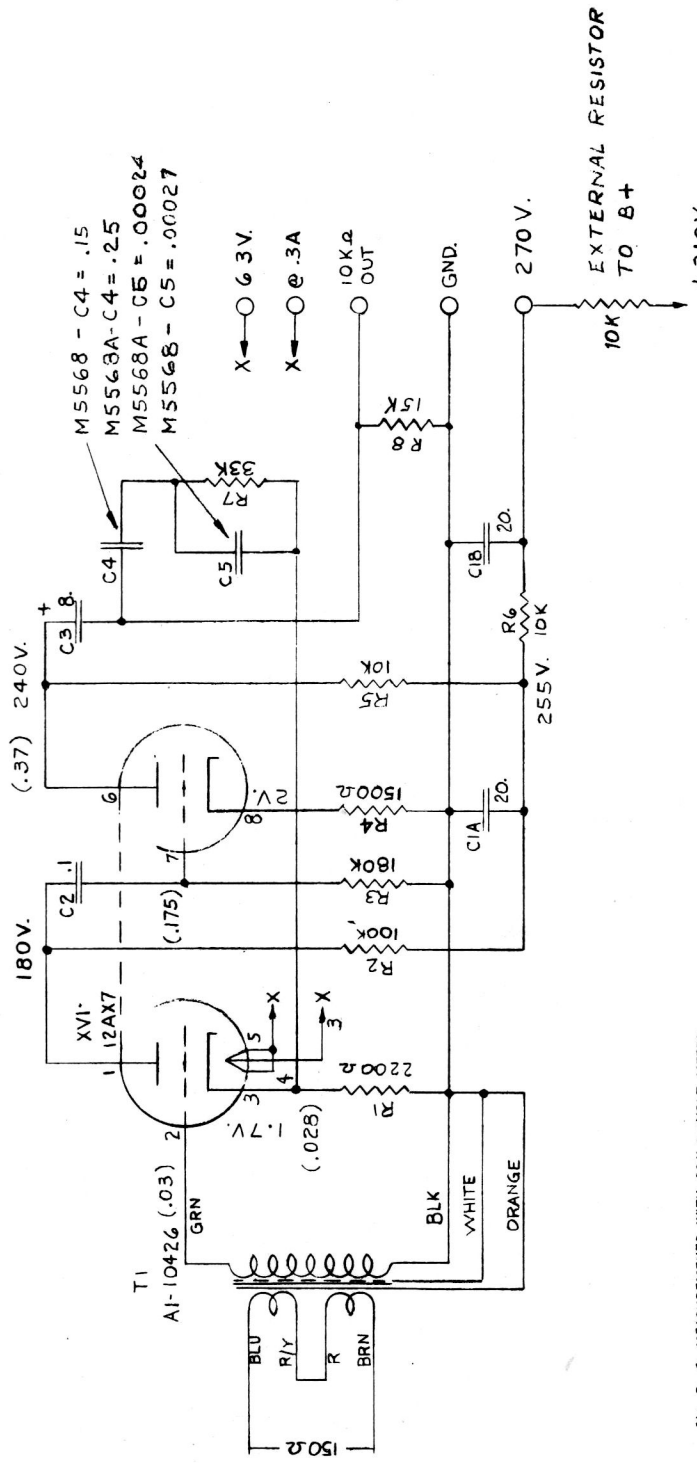 T1
A1-10426 (.03)
150Ω
BLU
R/Y
R
BRN
GRN
BLK
WHITE
ORANGE
180V.
XV1-
12AX7
1
2
3
4
5
1.7V.
(.028)
X
X
3
R1
2200Ω
C2 .1
(.175)
R2
100K
R3
180K
(.37) 240V.
6
7
8
2V.
R4
1500Ω
C1A
20.
R5
10K
255V.
C3 8.
+
C4
C5
R7
33K
R6
10K
C1B
20.
R8
15K
M5568 - C4 = .15
M5568A - C4 = .25
M5568A - C5 = .00024
M5568 - C5 = .00027
X 6 3V.
X @ .3A
10KΩ
OUT
GND.
270V.
10K
EXTERNAL RESISTOR
TO B+